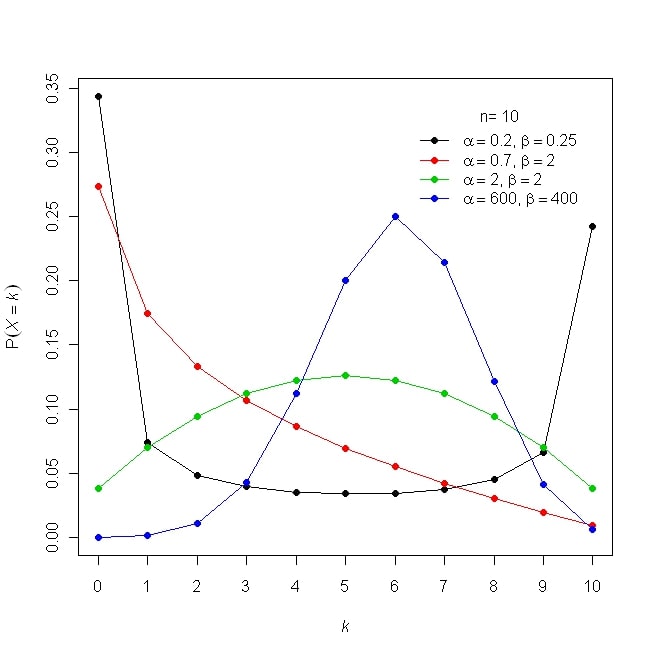 n= 10
α = 0.2, β = 0.25
α = 0.7, β = 2
α = 2, β = 2
α = 600, β = 400
P(X = k)
0.35
0.30
0.25
0.20
0.15
0.10
0.05
0.00
0 1 2 3 4 5 6 7 8 9 10
k